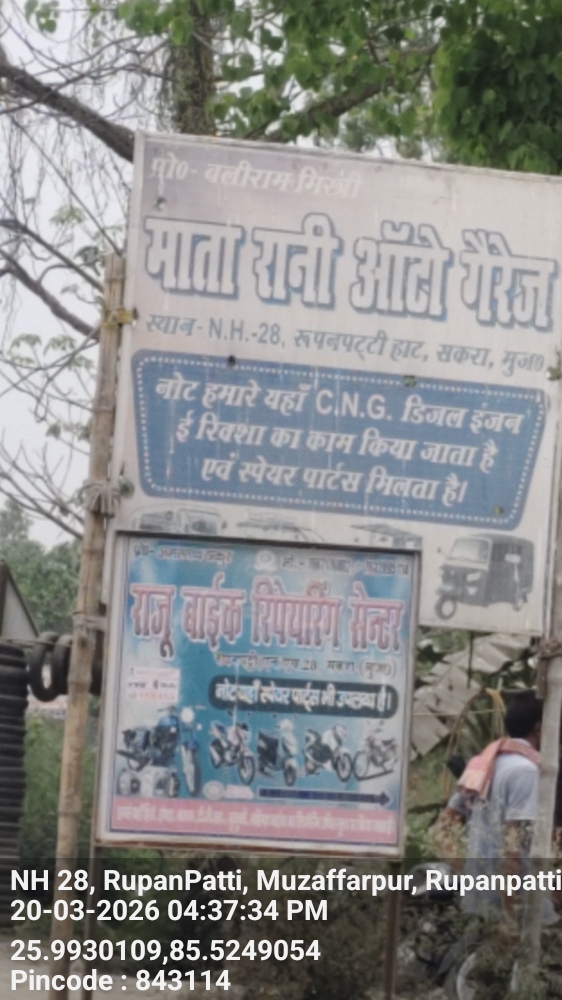 प्रो०- बलीराम मिस्त्री
माता रानी ऑटो गैरेज
स्थान- N.H.-28, रूपनपट्टी हाट, सकरा, मुज०
नोट हमारे यहाँ C.N.G. डिजल इंजन
ई रिक्शा का काम किया जाता है
एवं स्पेयर पार्टस मिलता है।
राजू बाईक रिपेयरिंग सेन्टर
नोट यहाँ स्पेयर पार्ट्स भी उपलब्ध है।
NH 28, RupanPatti, Muzaffarpur, Rupanpatti
20-03-2026 04:37:34 PM
25.9930109,85.5249054
Pincode : 843114